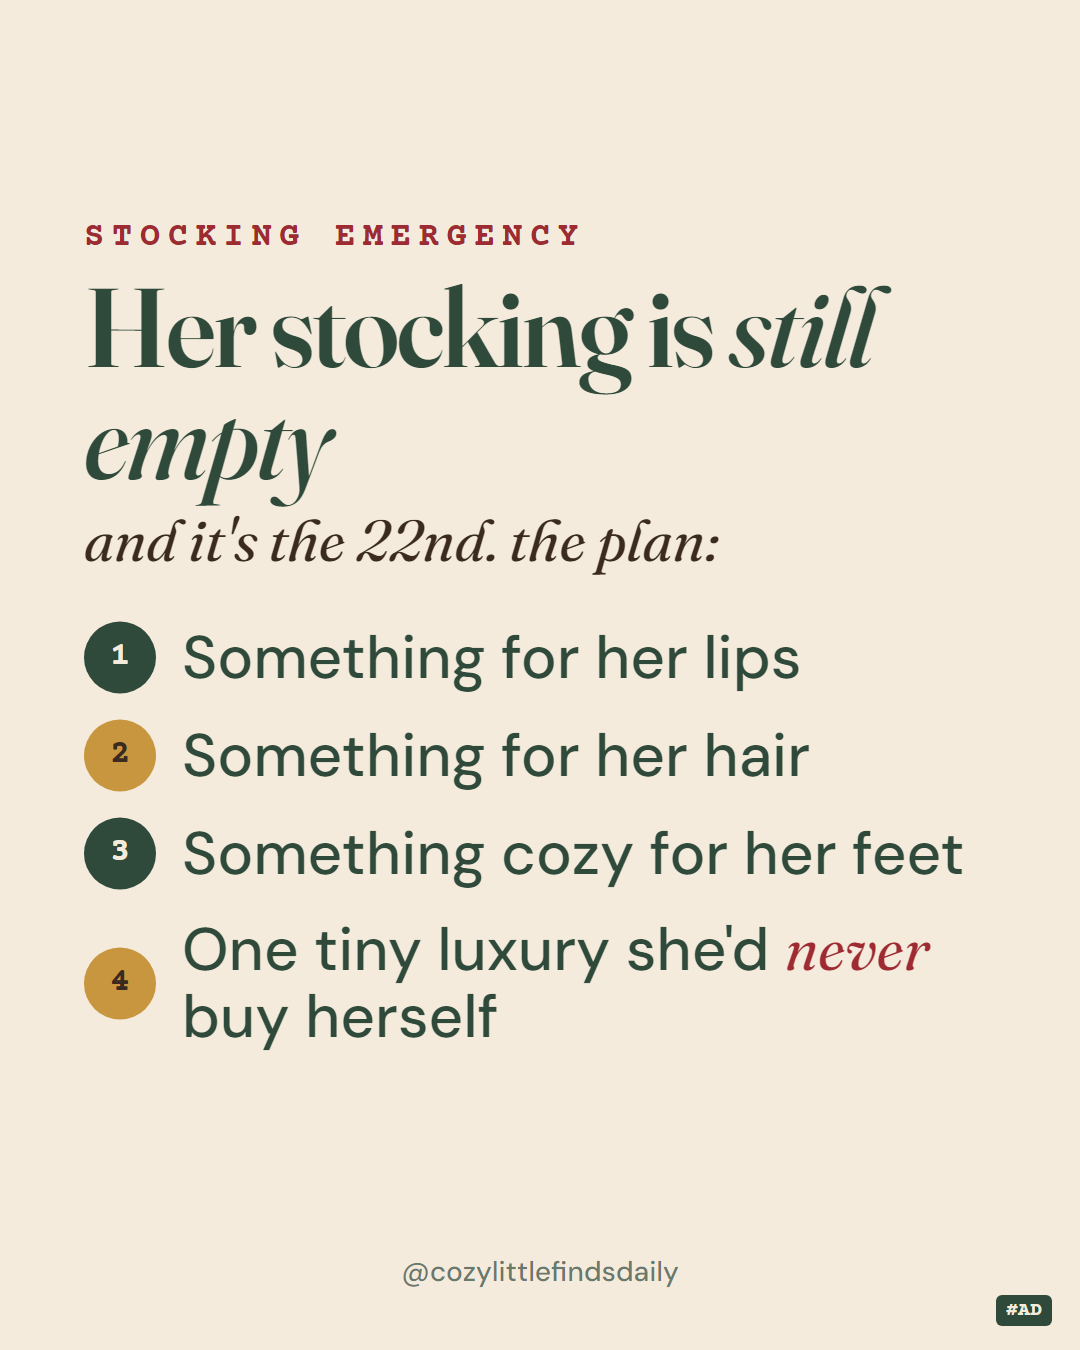 STOCKING EMERGENCY
Her stocking is still
empty
and it's the 22nd. the plan:
1 Something for her lips
2 Something for her hair
3 Something cozy for her feet
4 One tiny luxury she'd never
buy herself
@cozylittlefindsdaily
#AD